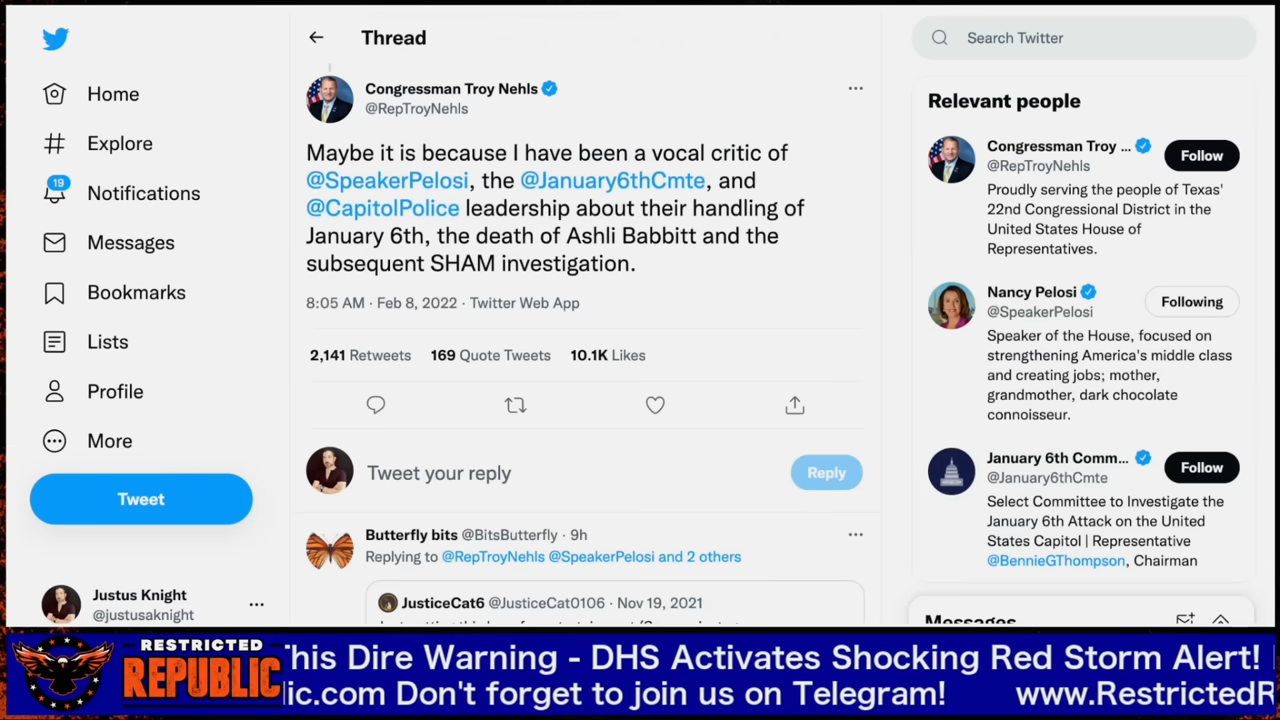 Home
Explore
19
Notifications
Messages
Bookmarks
Lists
Profile
More
Tweet
Justus Knight
@justusaknight
Thread
Congressman Troy Nehls
@RepTroyNehls
Maybe it is because I have been a vocal critic of
@SpeakerPelosi, the @January6thCmte, and
@CapitolPolice leadership about their handling of
January 6th, the death of Ashli Babbitt and the
subsequent SHAM investigation.
8:05 AM · Feb 8, 2022 · Twitter Web App
2,141 Retweets 169 Quote Tweets 10.1K Likes
Tweet your reply
Reply
Butterfly bits @BitsButterfly · 9h
Replying to @RepTroyNehls @SpeakerPelosi and 2 others
JusticeCat6 @JusticeCat0106 · Nov 19, 2021
Search Twitter
Relevant people
Congressman Troy ...
@RepTroyNehls
Follow
Proudly serving the people of Texas'
22nd Congressional District in the
United States House of
Representatives.
Nancy Pelosi
@SpeakerPelosi
Following
Speaker of the House, focused on
strengthening America's middle class
and creating jobs; mother,
grandmother, dark chocolate
connoisseur.
January 6th Comm...
@January6thCmte
Follow
Select Committee to Investigate the
January 6th Attack on the United
States Capitol | Representative
@BennieGThompson, Chairman
Messages
RESTRICTED
REPUBLIC
This Dire Warning - DHS Activates Shocking Red Storm Alert!
lic.com Don't forget to join us on Telegram! www.RestrictedR